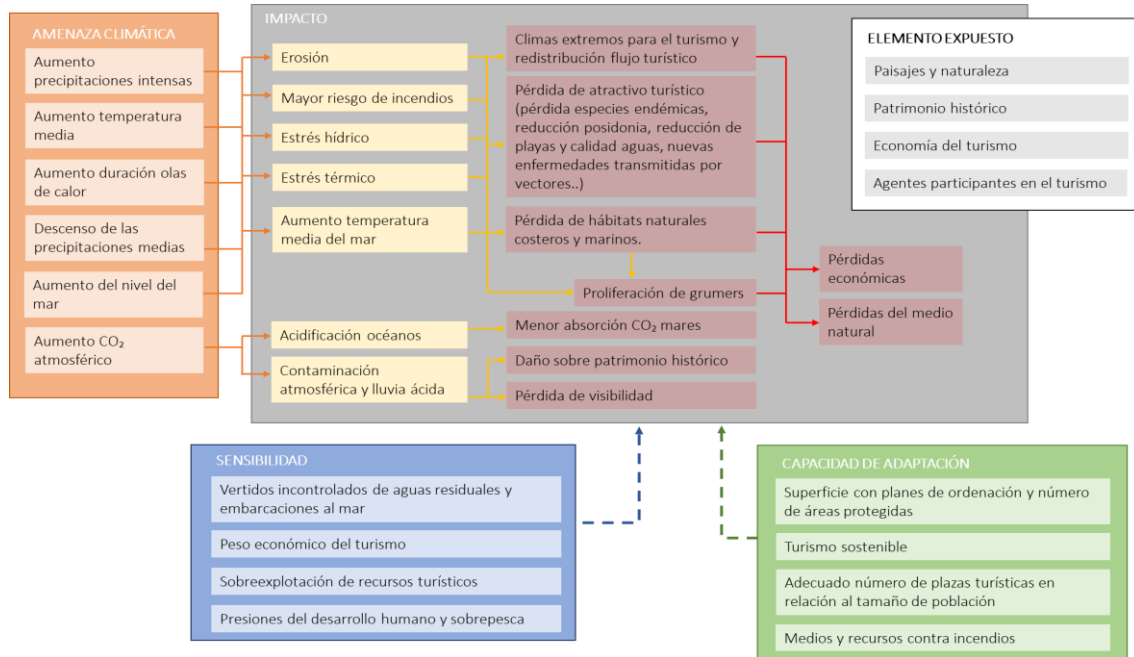 AMENAZA CLIMÁTICA
Aumento
precipitaciones intensas
Aumento temperatura
media
Aumento duración olas
de calor
Descenso de las
precipitaciones medias
Aumento del nivel del
mar
Aumento CO₂
atmosférico
IMPACTO
Erosión
Mayor riesgo de incendios
Estrés hídrico
Estrés térmico
Aumento temperatura
media del mar
Acidificación océanos
Contaminación
atmosférica y lluvia ácida
Climas extremos para el turismo y
redistribución flujo turístico
Pérdida de atractivo turístico
(pérdida especies endémicas,
reducción posidonia, reducción de
playas y calidad aguas, nuevas
enfermedades transmitidas por
vectores..)
Pérdida de hábitats naturales
costeros y marinos.
Proliferación de grumers
Menor absorción CO₂ mares
Daño sobre patrimonio histórico
Pérdida de visibilidad
Pérdidas
económicas
Pérdidas del medio
natural
ELEMENTO EXPUESTO
Paisajes y naturaleza
Patrimonio histórico
Economía del turismo
Agentes participantes en el turismo
SENSIBILIDAD
Vertidos incontrolados de aguas residuales y
embarcaciones al mar
Peso económico del turismo
Sobreexplotación de recursos turísticos
Presiones del desarrollo humano y sobrepesca
CAPACIDAD DE ADAPTACIÓN
Superficie con planes de ordenación y número
de áreas protegidas
Turismo sostenible
Adecuado número de plazas turísticas en
relación al tamaño de población
Medios y recursos contra incendios